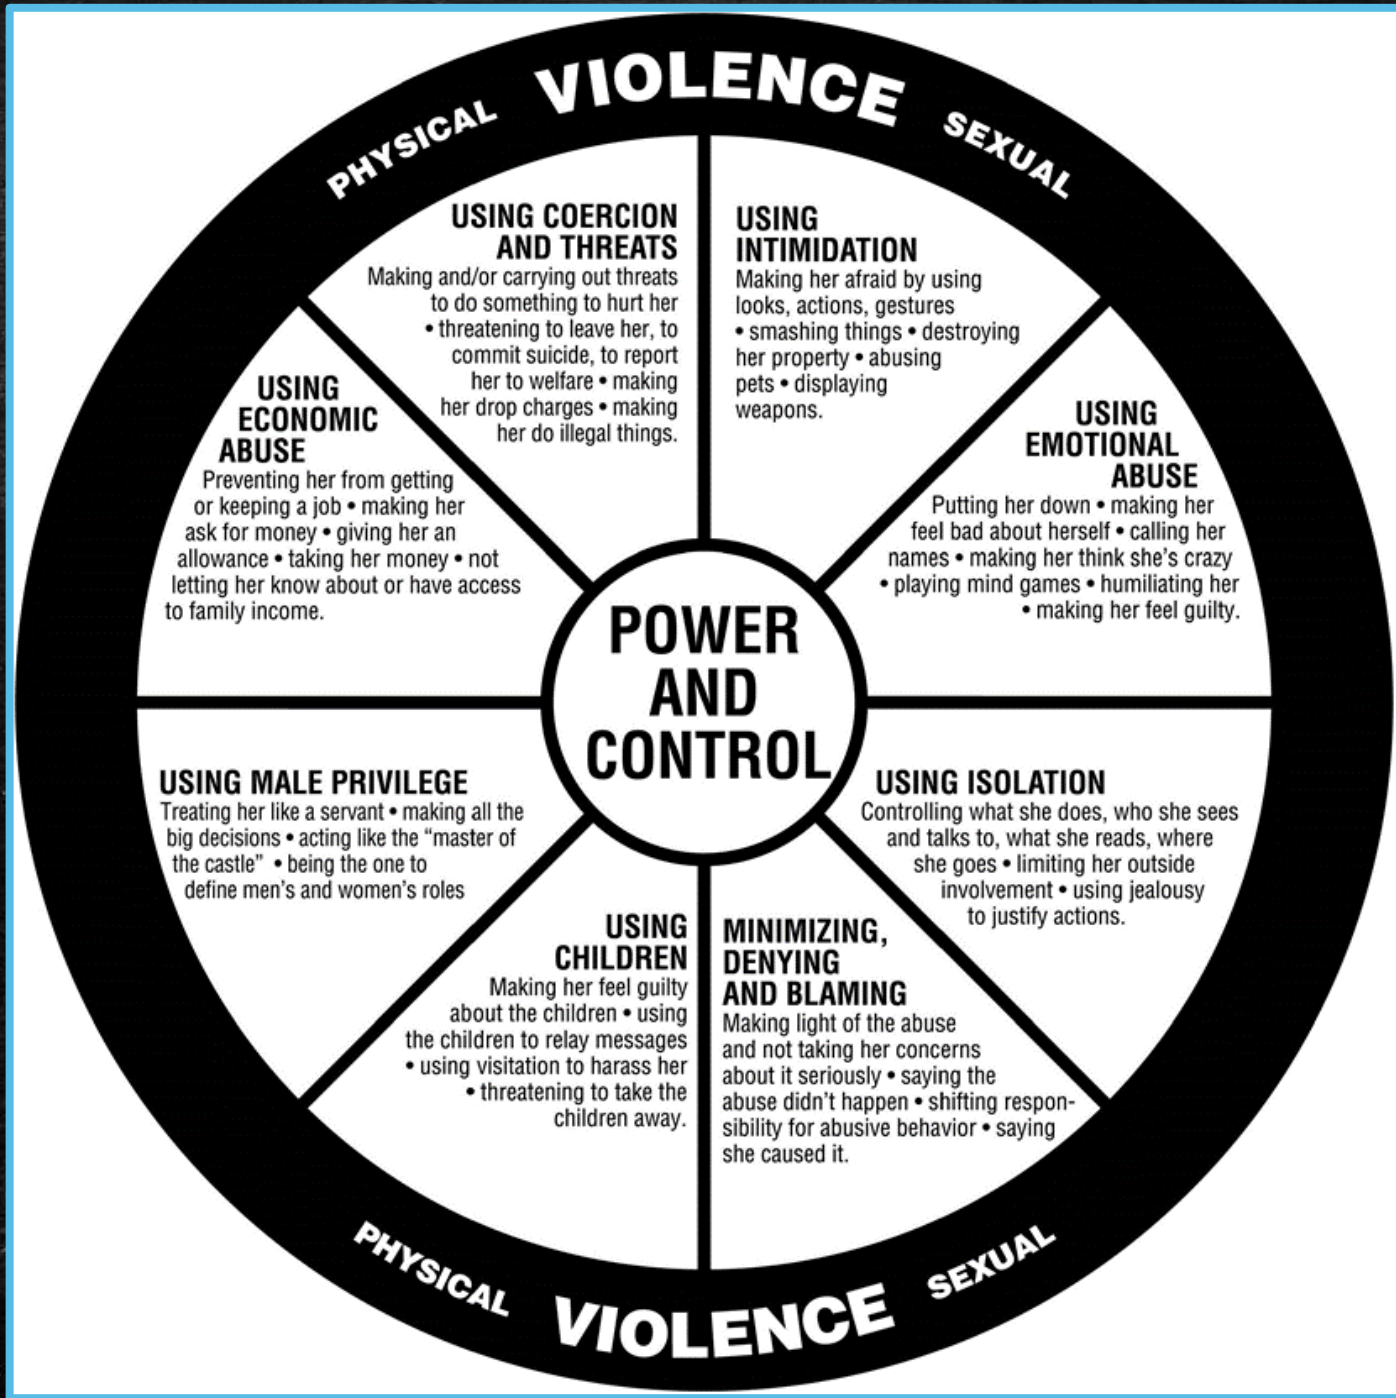 PHYSICAL VIOLENCE SEXUAL
USING COERCION
AND THREATS
Making and/or carrying out threats
to do something to hurt her
• threatening to leave her, to
commit suicide, to report
her to welfare • making
her drop charges • making
her do illegal things.
USING
INTIMIDATION
Making her afraid by using
looks, actions, gestures
• smashing things • destroying
her property • abusing
pets • displaying
weapons.
USING
EMOTIONAL
ABUSE
Putting her down • making her
feel bad about herself • calling her
names • making her think she's crazy
• playing mind games • humiliating her
• making her feel guilty.
USING ISOLATION
Controlling what she does, who she sees
and talks to, what she reads, where
she goes • limiting her outside
involvement • using jealousy
to justify actions.
MINIMIZING,
DENYING
AND BLAMING
Making light of the abuse
and not taking her concerns
about it seriously • saying the
abuse didn't happen • shifting respon-
sibility for abusive behavior • saying
she caused it.
USING
CHILDREN
Making her feel guilty
about the children • using
the children to relay messages
• using visitation to harass her
• threatening to take the
children away.
USING MALE PRIVILEGE
Treating her like a servant • making all the
big decisions • acting like the “master of
the castle” • being the one to
define men's and women's roles
USING
ECONOMIC
ABUSE
Preventing her from getting
or keeping a job • making her
ask for money • giving her an
allowance • taking her money • not
letting her know about or have access
to family income.
POWER
AND
CONTROL
PHYSICAL VIOLENCE SEXUAL